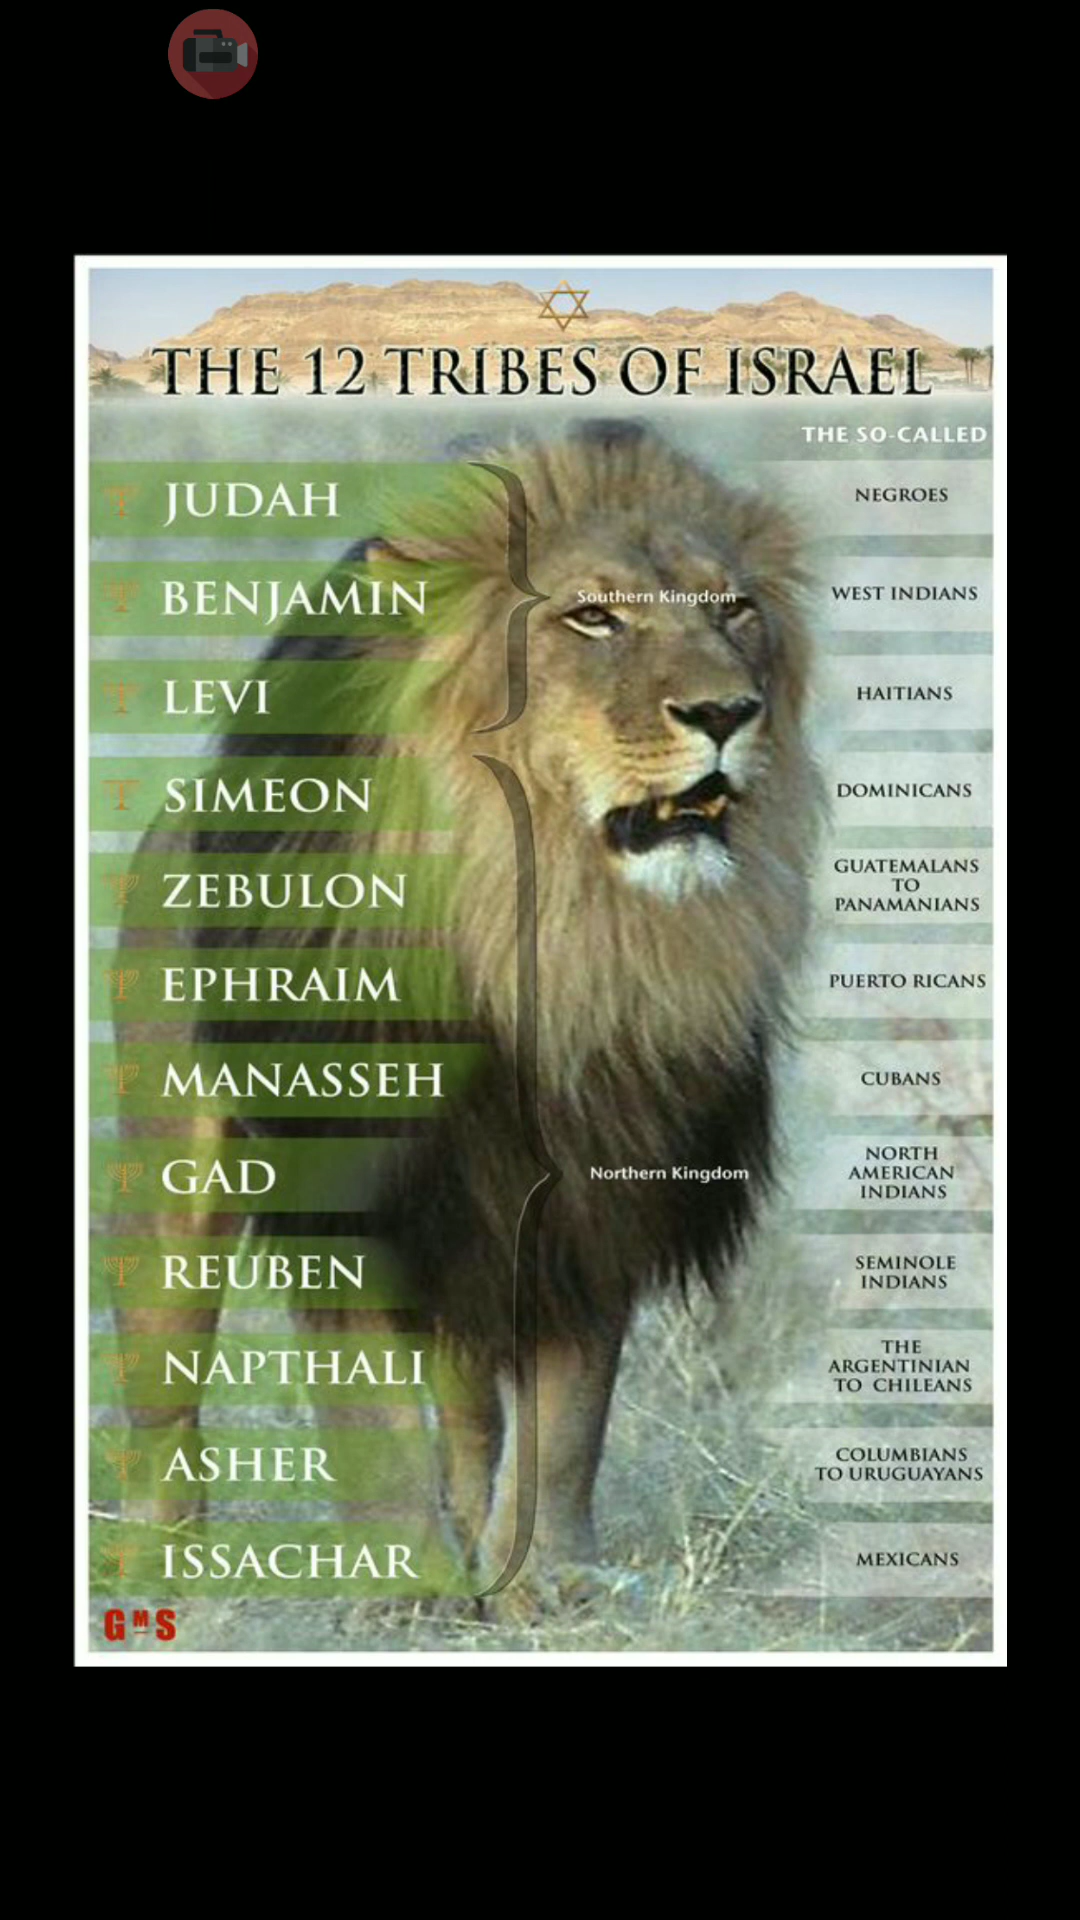 THE 12 TRIBES OF ISRAEL
THE SO-CALLED
JUDAH
NEGROES
BENJAMIN
Southern Kingdom
WEST INDIANS
LEVI
HAITIANS
SIMEON
DOMINICANS
ZEBULON
GUATEMALANS
TO
PANAMANIANS
EPHRAIM
PUERTO RICANS
MANASSEH
CUBANS
GAD
Northern Kingdom
NORTH
AMERICAN
INDIANS
REUBEN
SEMINOLE
INDIANS
NAPTHALI
THE
ARGENTINIAN
TO CHILEANS
ASHER
COLUMBIANS
TO URUGUAYANS
ISSACHAR
MEXICANS
GMS